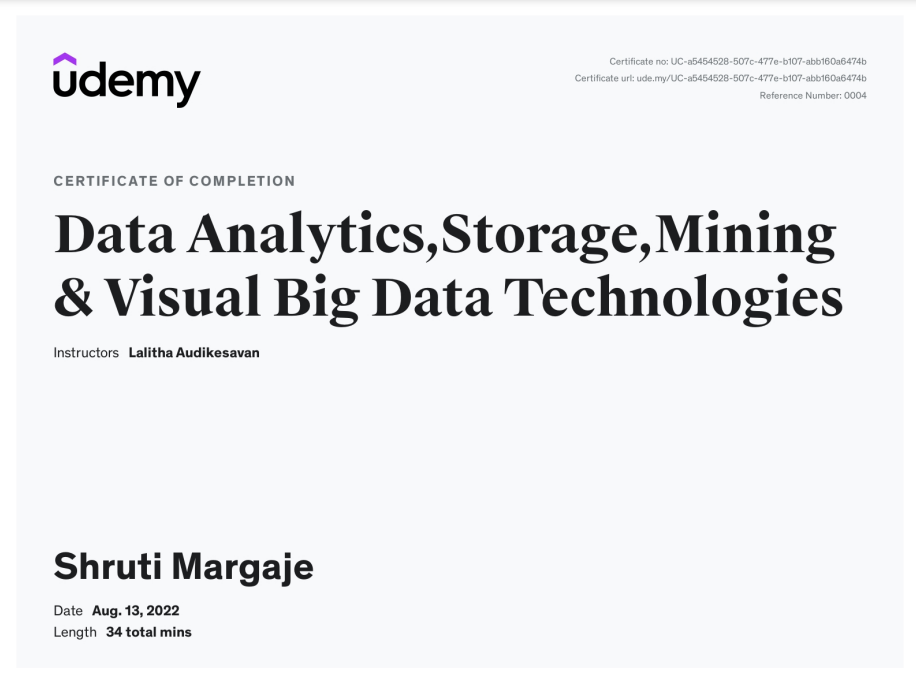 udemy
Certificate no: UC-a5454528-507c-477e-b107-abb160a6474b
Certificate url: ude.my/UC-a5454528-507c-477e-b107-abb160a6474b
Reference Number: 0004
CERTIFICATE OF COMPLETION
Data Analytics,Storage,Mining
& Visual Big Data Technologies
Instructors Lalitha Audikesavan
Shruti Margaje
Date Aug. 13, 2022
Length 34 total mins